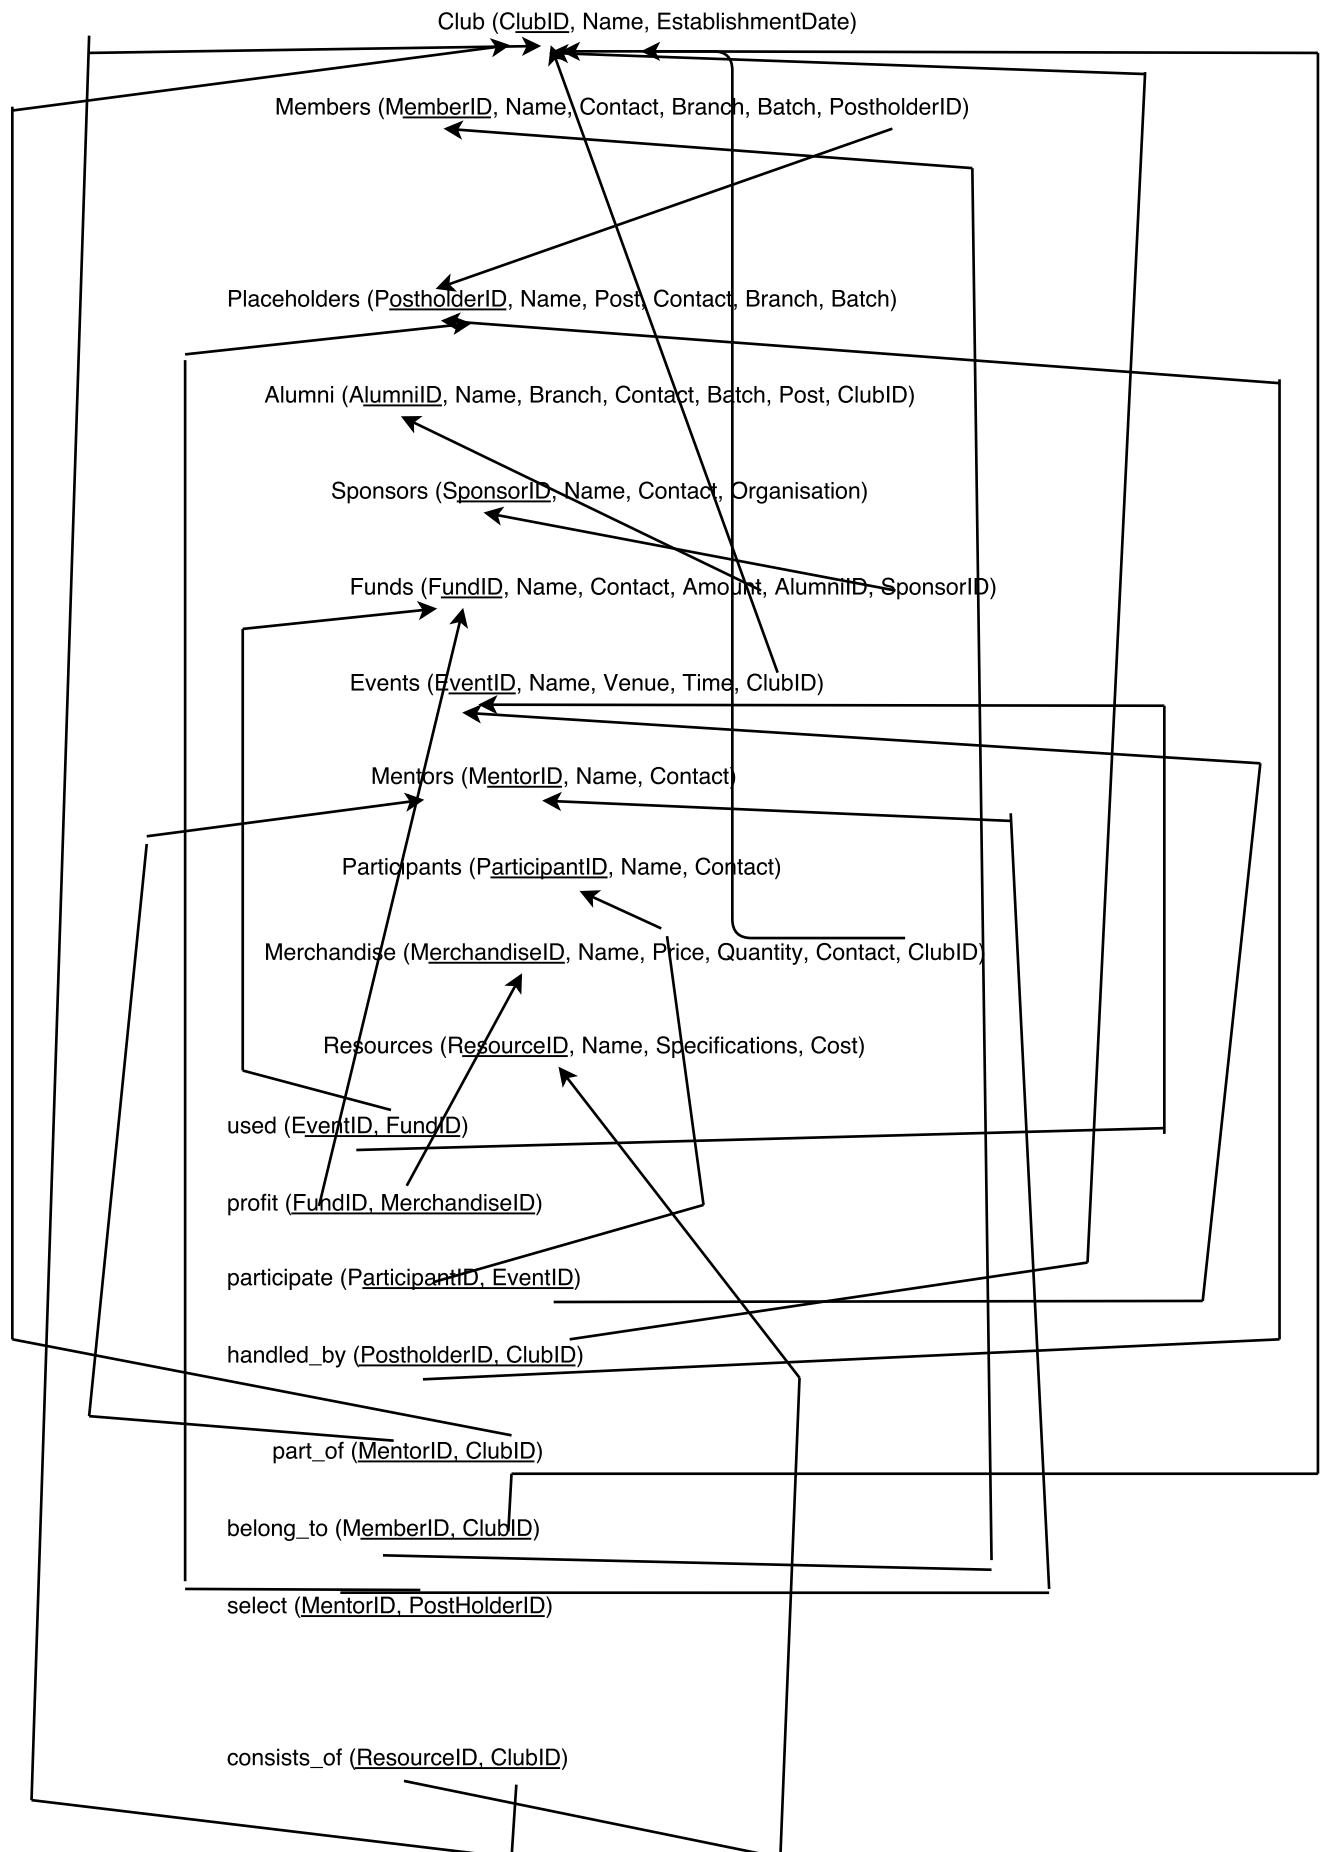 Club (ClubID, Name, EstablishmentDate)
Members (MemberID, Name, Contact, Branch, Batch, PostholderID)
Placeholders (PostholderID, Name, Post, Contact, Branch, Batch)
Alumni (AlumniID, Name, Branch, Contact, Batch, Post, ClubID)
Sponsors (SponsorID, Name, Contact, Organisation)
Funds (FundID, Name, Contact, Amount, AlumniID, SponsorID)
Events (EventID, Name, Venue, Time, ClubID)
Mentors (MentorID, Name, Contact)
Participants (ParticipantID, Name, Contact)
Merchandise (MerchandiseID, Name, Price, Quantity, Contact, ClubID)
Resources (ResourceID, Name, Specifications, Cost)
used (EventID, FundID)
profit (FundID, MerchandiseID)
participate (ParticipantID, EventID)
handled_by (PostholderID, ClubID)
part_of (MentorID, ClubID)
belong_to (MemberID, ClubID)
select (MentorID, PostHolderID)
consists_of (ResourceID, ClubID)